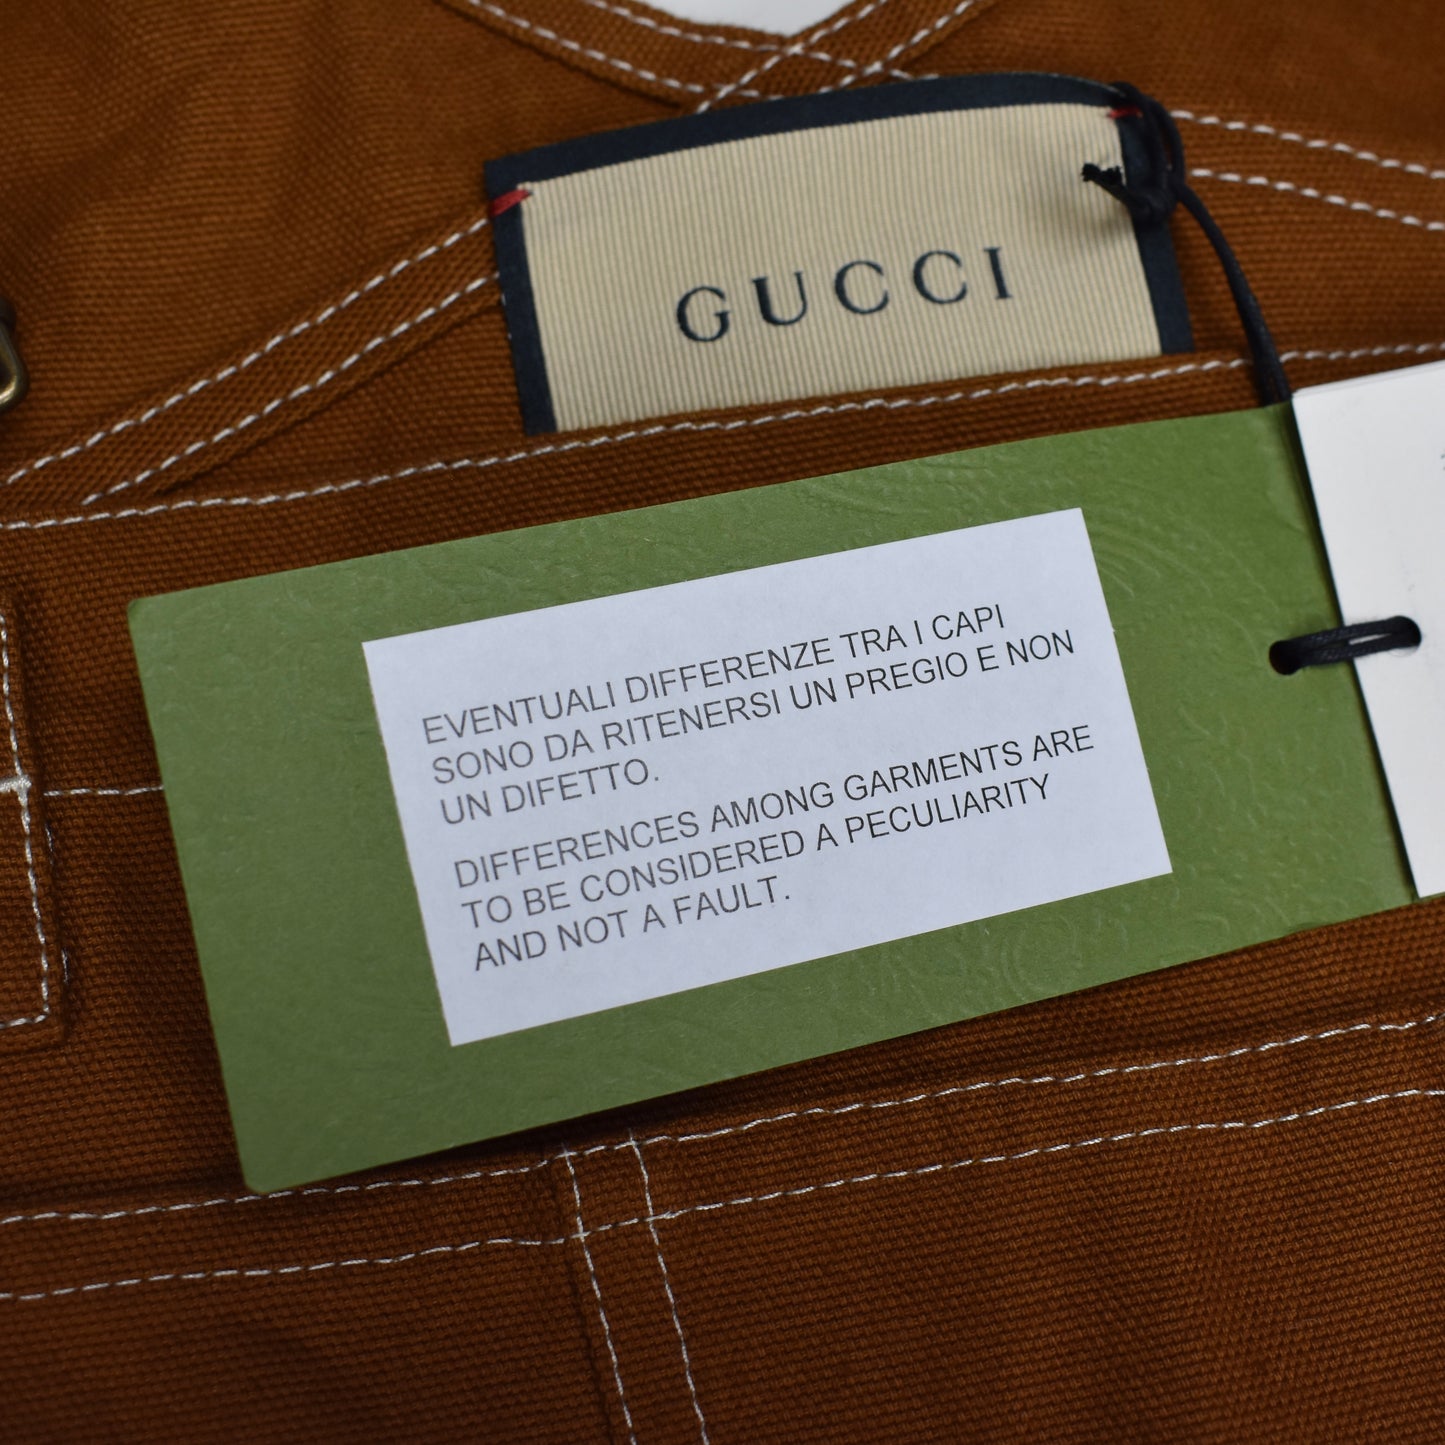 GUCCI
EVENTUALI DIFFERENZE TRA I CAPI
SONO DA RITENERSI UN PREGIO E NON
UN DIFETTO.
DIFFERENCES AMONG GARMENTS ARE
TO BE CONSIDERED A PECULIARITY
AND NOT A FAULT.